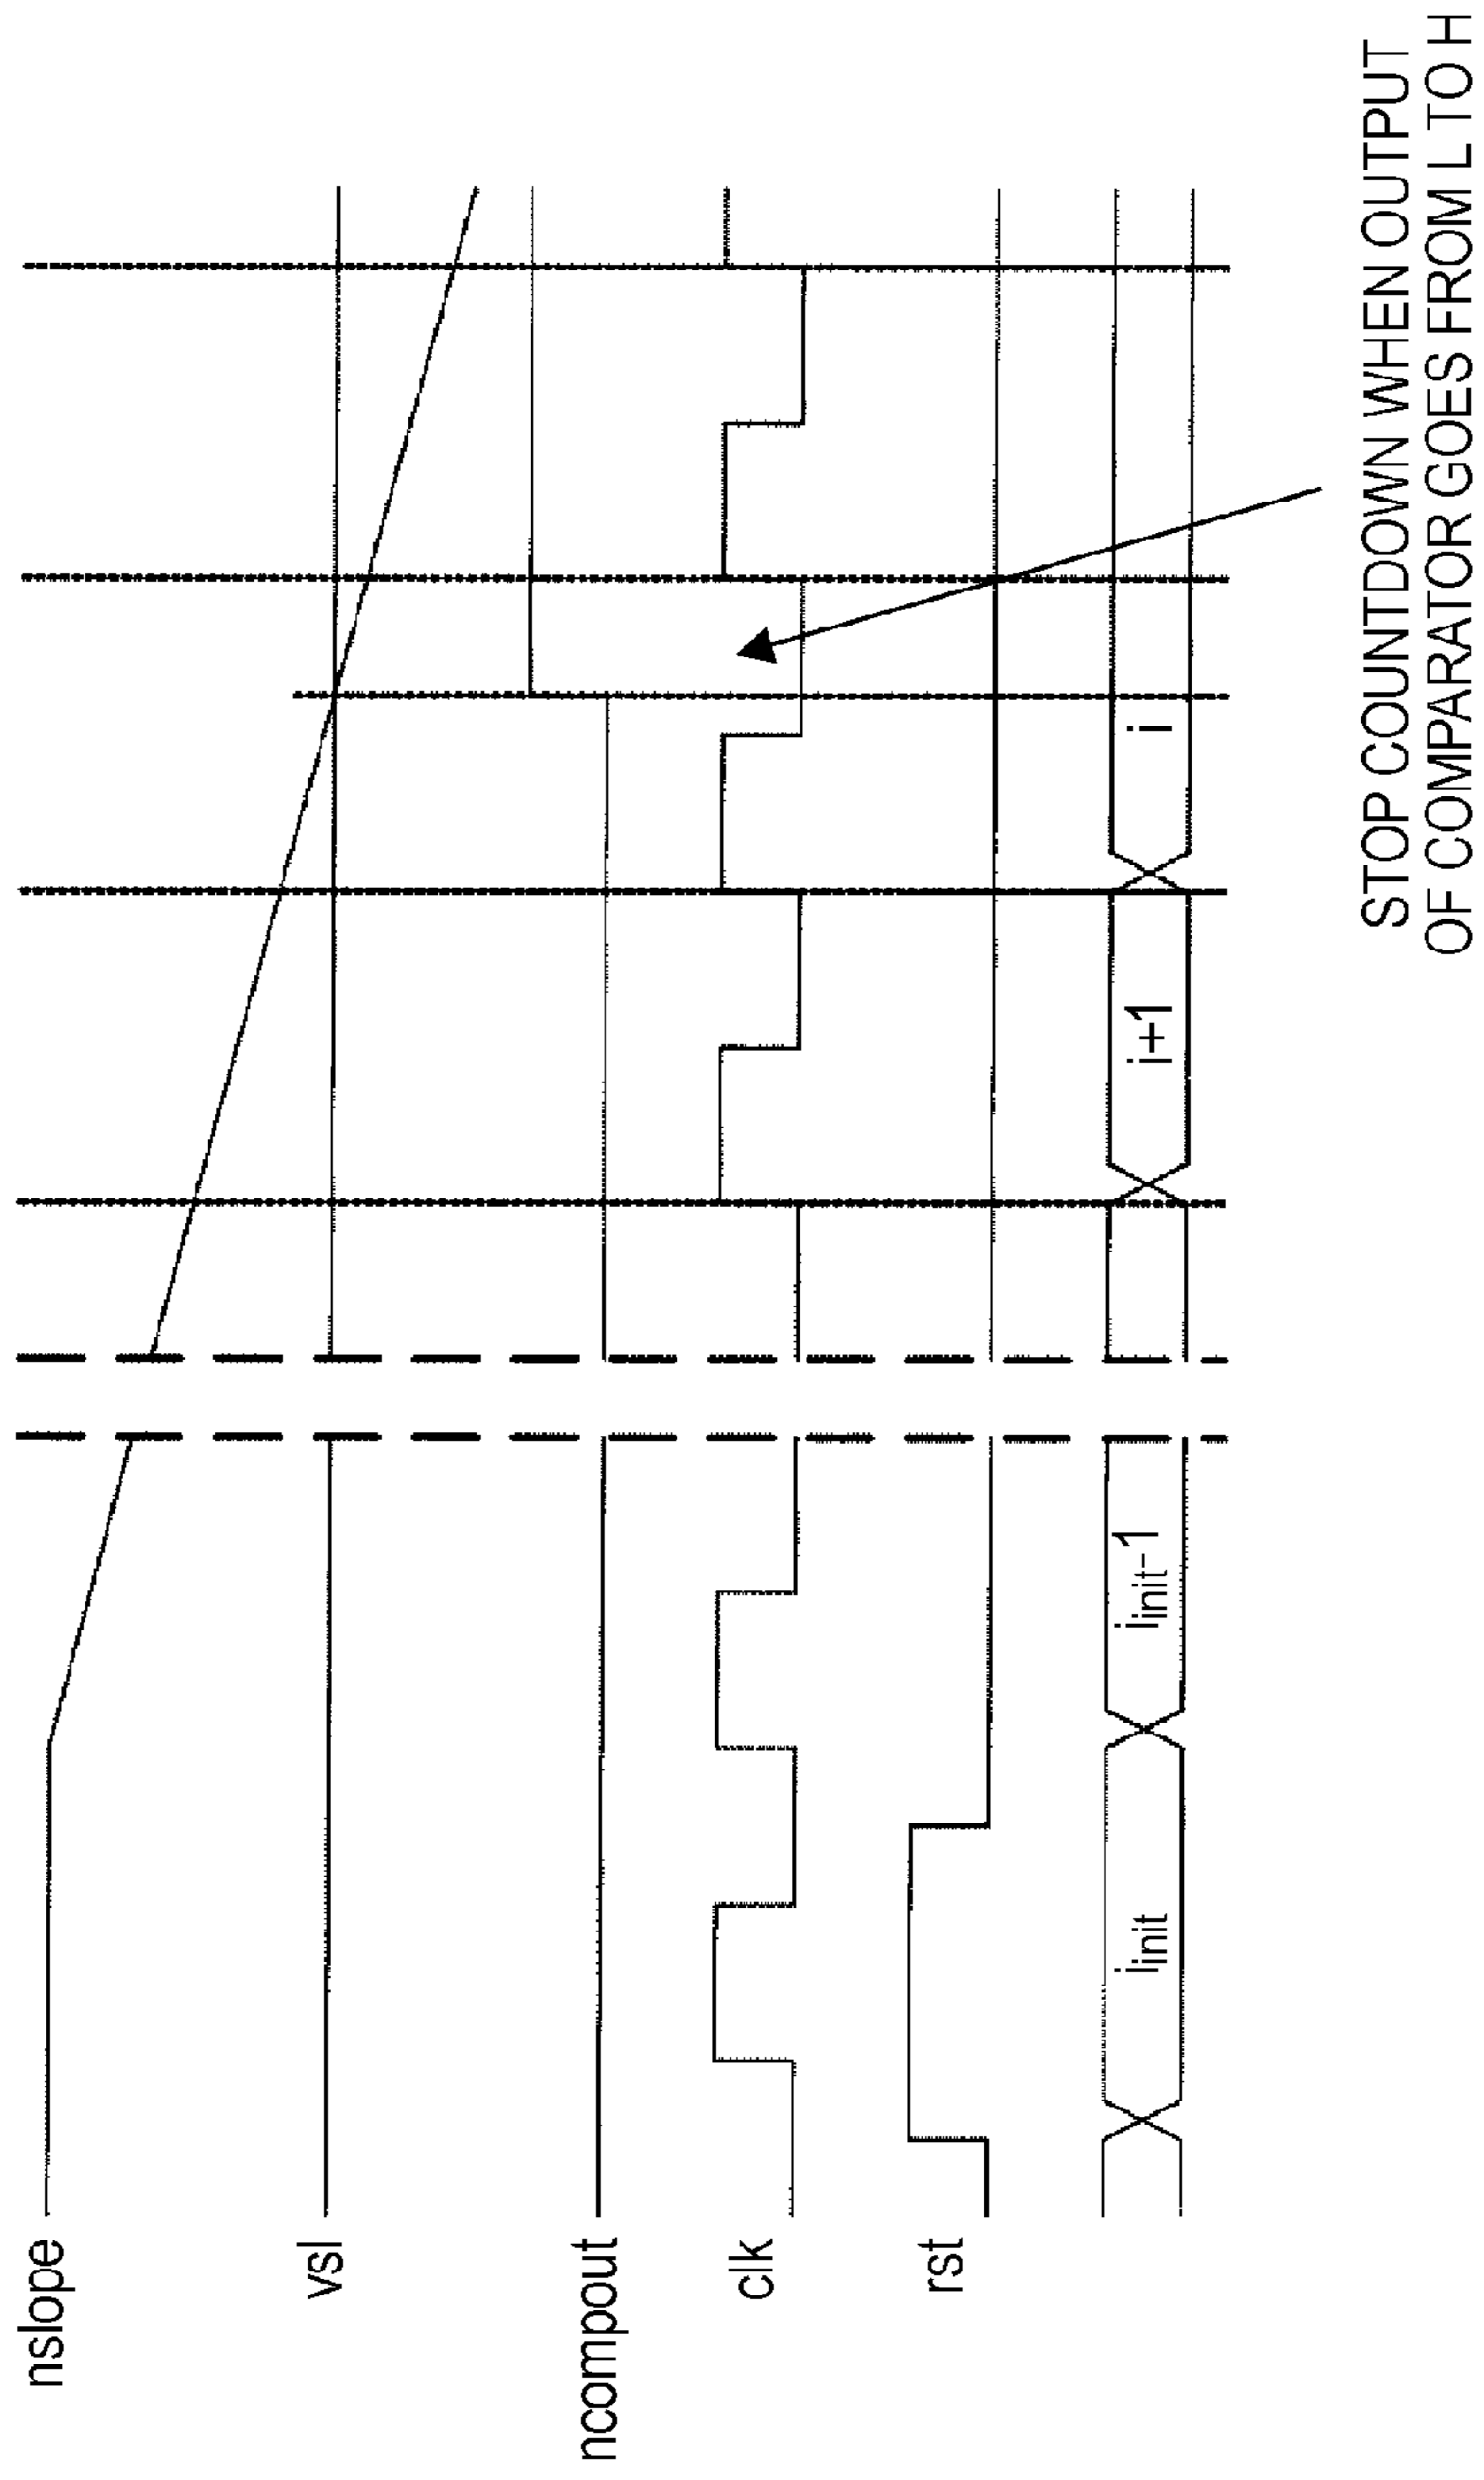 nslope
vsl
ncompout
clk
rst
iinit
iinit-1
i+1
i
STOP COUNTDOWN WHEN OUTPUT
OF COMPARATOR GOES FROM L TO H